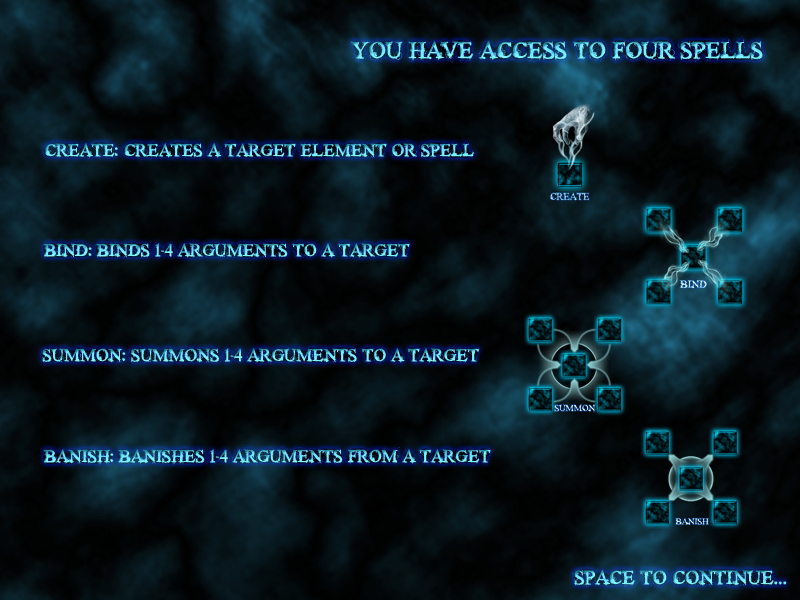 YOU HAVE ACCESS TO FOUR SPELLS
CREATE: CREATES A TARGET ELEMENT OR SPELL
CREATE
BIND: BINDS 1-4 ARGUMENTS TO A TARGET
BIND
SUMMON: SUMMONS 1-4 ARGUMENTS TO A TARGET
SUMMON
BANISH: BANISHES 1-4 ARGUMENTS FROM A TARGET
BANISH
SPACE TO CONTINUE...